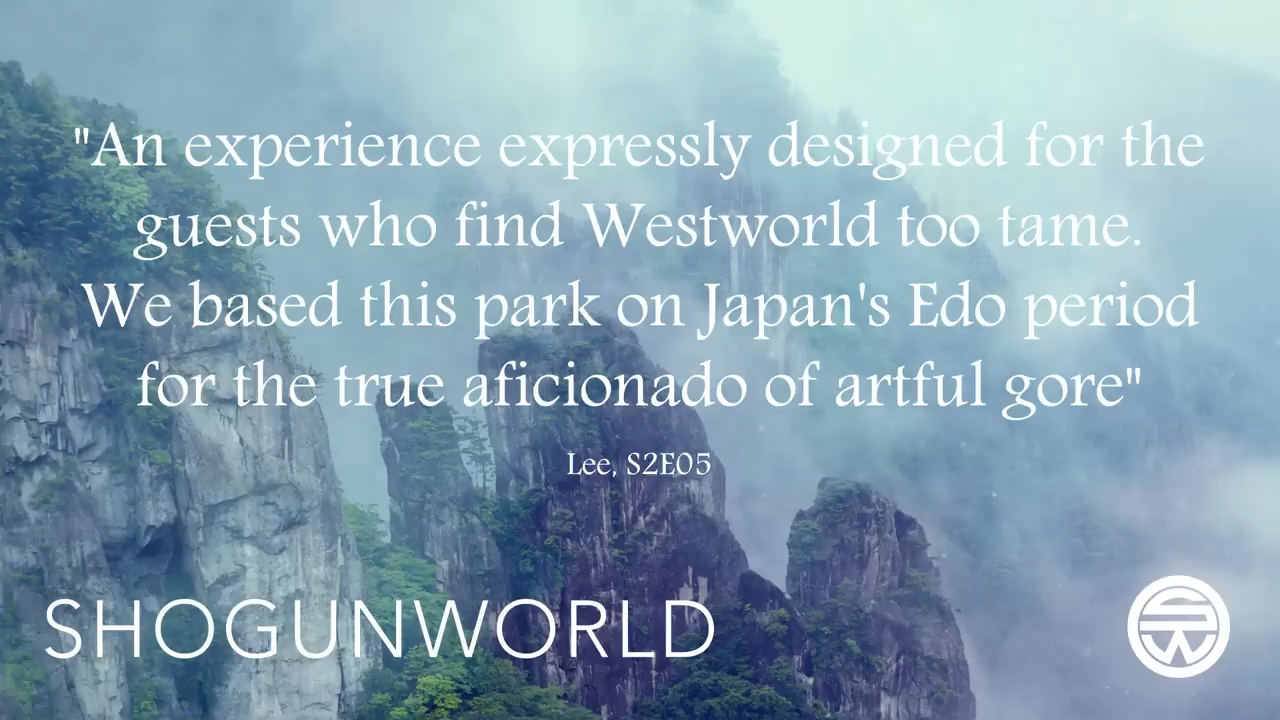 "An experience expressly designed for the
guests who find Westworld too tame.
We based this park on Japan's Edo period
for the true aficionado of artful gore"
Lee, S2E05
SHOGUNWORLD